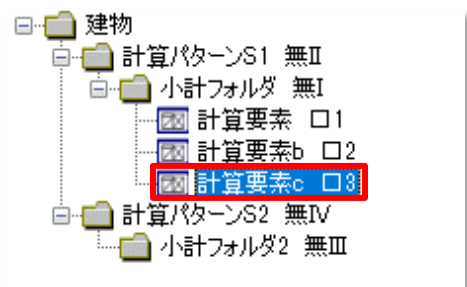 建物
計算パターンS1 無Ⅱ
小計フォルダ 無Ⅰ
計算要素 ロ1
計算要素b ロ2
計算要素c ロ3
計算パターンS2 無Ⅳ
小計フォルダ2 無Ⅲ